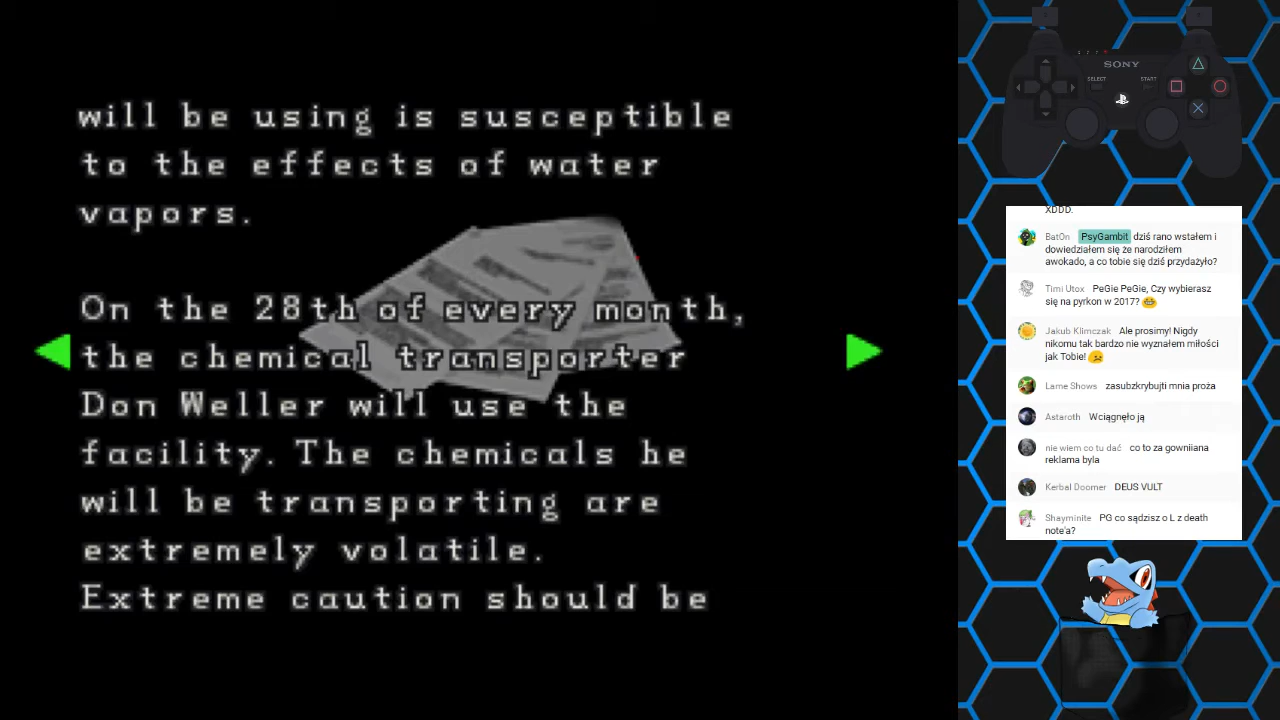 will be using is susceptible
to the effects of water
vapors.
On the 28th of every month,
the chemical transporter
Don Weller will use the
facility. The chemicals he
will be transporting are
extremely volatile.
Extreme caution should be
SONY
SELECT
START
XDDD.
BatOn PsyGambit dziś rano wstałem i
dowiedziałem się że narodziłem
awokado, a co tobie się dziś przydażyło?
Timi Utox PeGie PeGie, Czy wybierasz
się na pyrkon w 2017? 🤓
Jakub Klimczak Ale prosimy! Nigdy
nikomu tak bardzo nie wyznałem miłości
jak Tobie!
Lame Shows zasubzkrybujti mnia proża
Astaroth Wciągnęło ją
nie wiem co tu dać co to za gowniiana
reklama byla
Kerbal Doomer DEUS VULT
Shayminite PG co sądzisz o L z death
note'a?